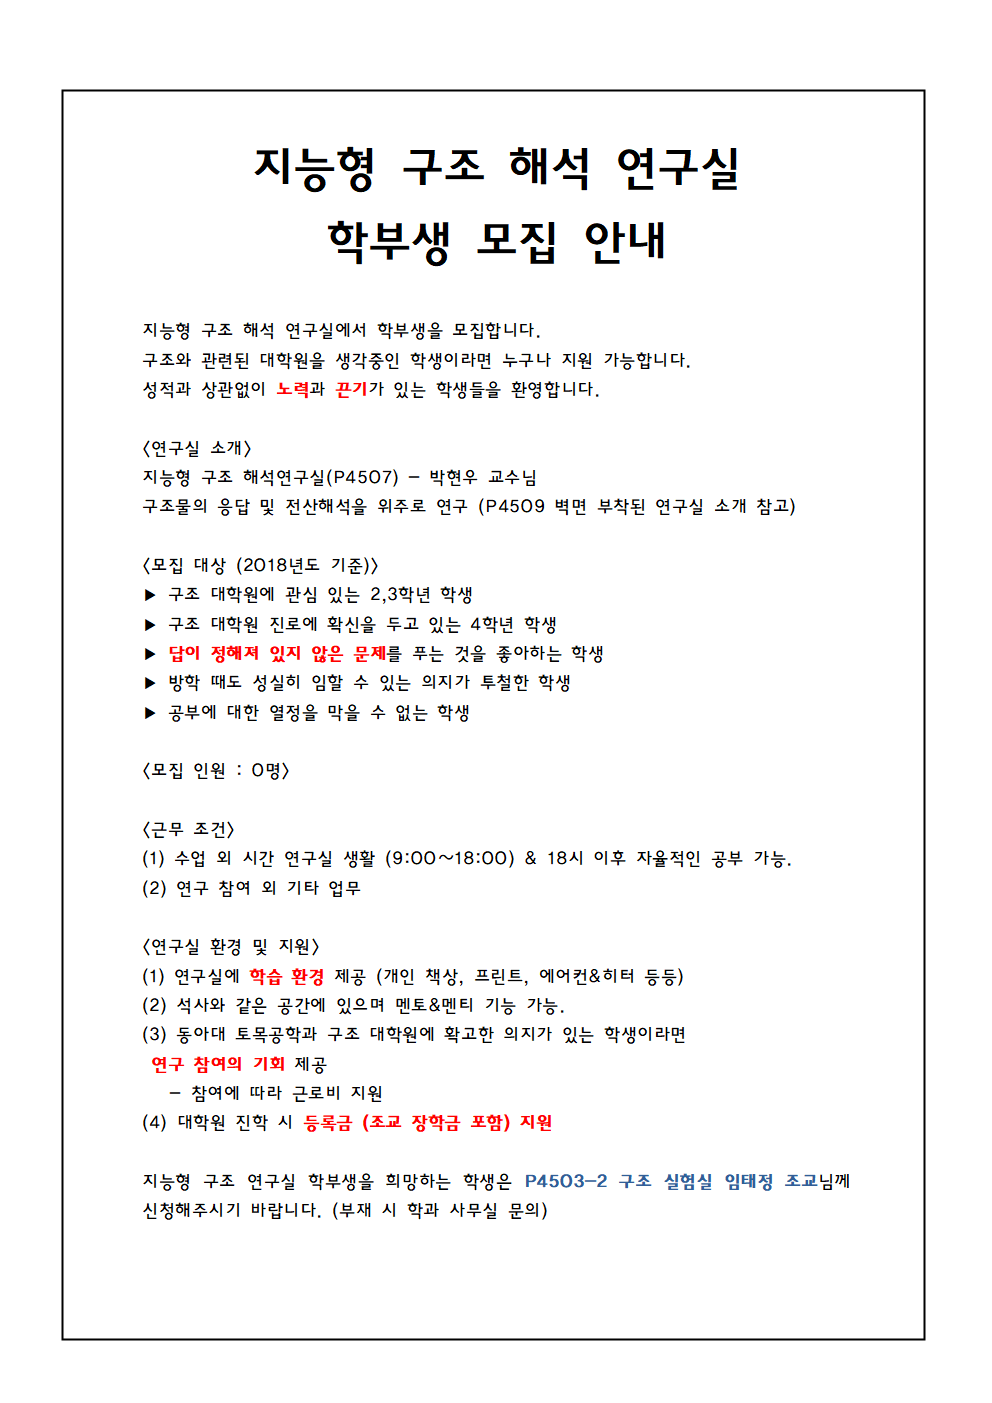 지능형 구조 해석 연구실
학부생 모집 안내
지능형 구조 해석 연구실에서 학부생을 모집합니다.
구조와 관련된 대학원을 생각중인 학생이라면 누구나 지원 가능합니다.
성적과 상관없이 노력과 끈기가 있는 학생들을 환영합니다.
<연구실 소개>
지능형 구조 해석연구실(P4507) - 박현우 교수님
구조물의 응답 및 전산해석을 위주로 연구 (P4509 벽면 부착된 연구실 소개 참고)
<모집 대상 (2018년도 기준)>
▶ 구조 대학원에 관심 있는 2,3학년 학생
▶ 구조 대학원 진로에 확신을 두고 있는 4학년 학생
▶ 답이 정해져 있지 않은 문제를 푸는 것을 좋아하는 학생
▶ 방학 때도 성실히 임할 수 있는 의지가 투철한 학생
▶ 공부에 대한 열정을 막을 수 없는 학생
<모집 인원 : 0명>
<근무 조건>
(1) 수업 외 시간 연구실 생활 (9:00~18:00) & 18시 이후 자율적인 공부 가능.
(2) 연구 참여 외 기타 업무
<연구실 환경 및 지원>
(1) 연구실에 학습 환경 제공 (개인 책상, 프린트, 에어컨&히터 등등)
(2) 석사와 같은 공간에 있으며 멘토&멘티 기능 가능.
(3) 동아대 토목공학과 구조 대학원에 확고한 의지가 있는 학생이라면
연구 참여의 기회 제공
- 참여에 따라 근로비 지원
(4) 대학원 진학 시 등록금 (조교 장학금 포함) 지원
지능형 구조 연구실 학부생을 희망하는 학생은 P4503-2 구조 실험실 임태정 조교님께
신청해주시기 바랍니다. (부재 시 학과 사무실 문의)